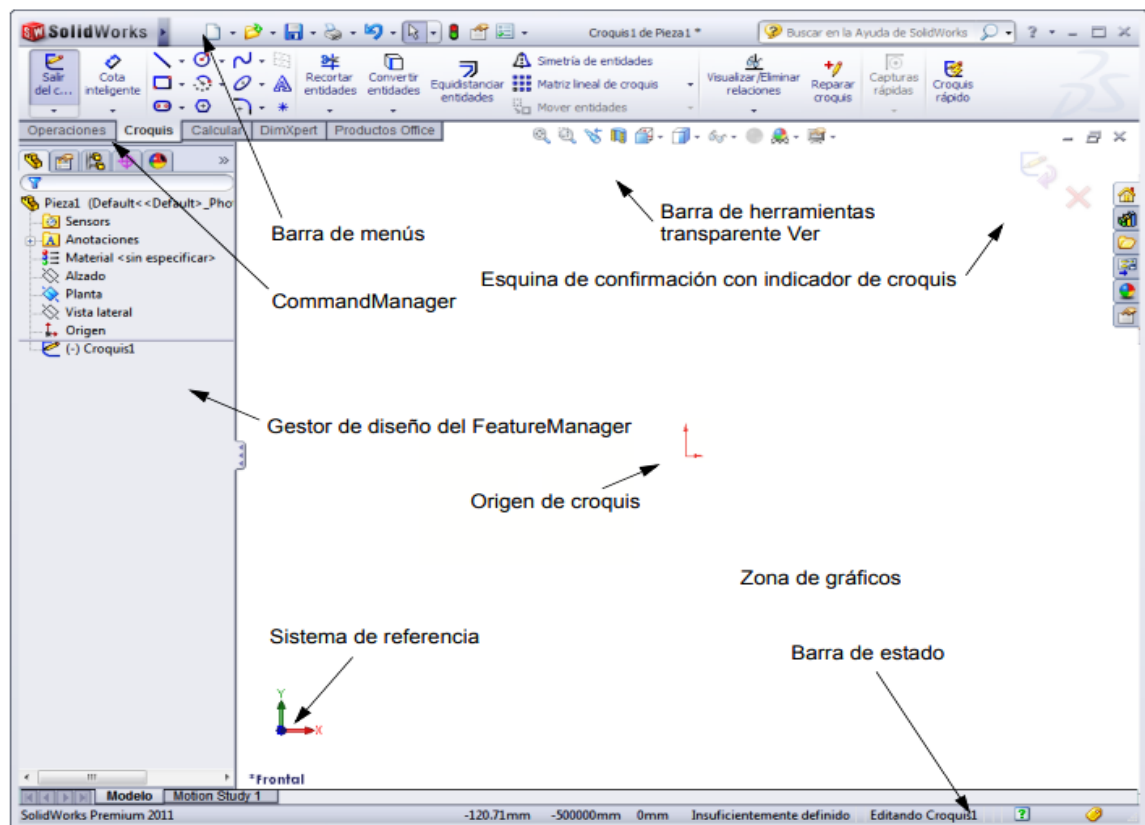 SolidWorks
Croquis1 de Pieza1 *
Buscar en la Ayuda de SolidWorks
?
Salir del c...
Cota inteligente
Recortar entidades
Convertir entidades
Equidistanciar entidades
Simetría de entidades
Matriz lineal de croquis
Mover entidades
Visualizar/Eliminar relaciones
Reparar croquis
Capturas rápidas
Croquis rápido
Operaciones Croquis Calcular DimXpert Productos Office
Pieza1 (Default<<Default>_Pho
Sensors
Anotaciones
Material <sin especificar>
Alzado
Planta
Vista lateral
Origen
(-) Croquis1
Barra de menús
Barra de herramientas
transparente Ver
Esquina de confirmación con indicador de croquis
CommandManager
Gestor de diseño del FeatureManager
Origen de croquis
Zona de gráficos
Sistema de referencia
Barra de estado
Y
X
*Frontal
Modelo Motion Study 1
SolidWorks Premium 2011 -120.71mm -500000mm 0mm Insuficientemente definido Editando Croquis1 ?